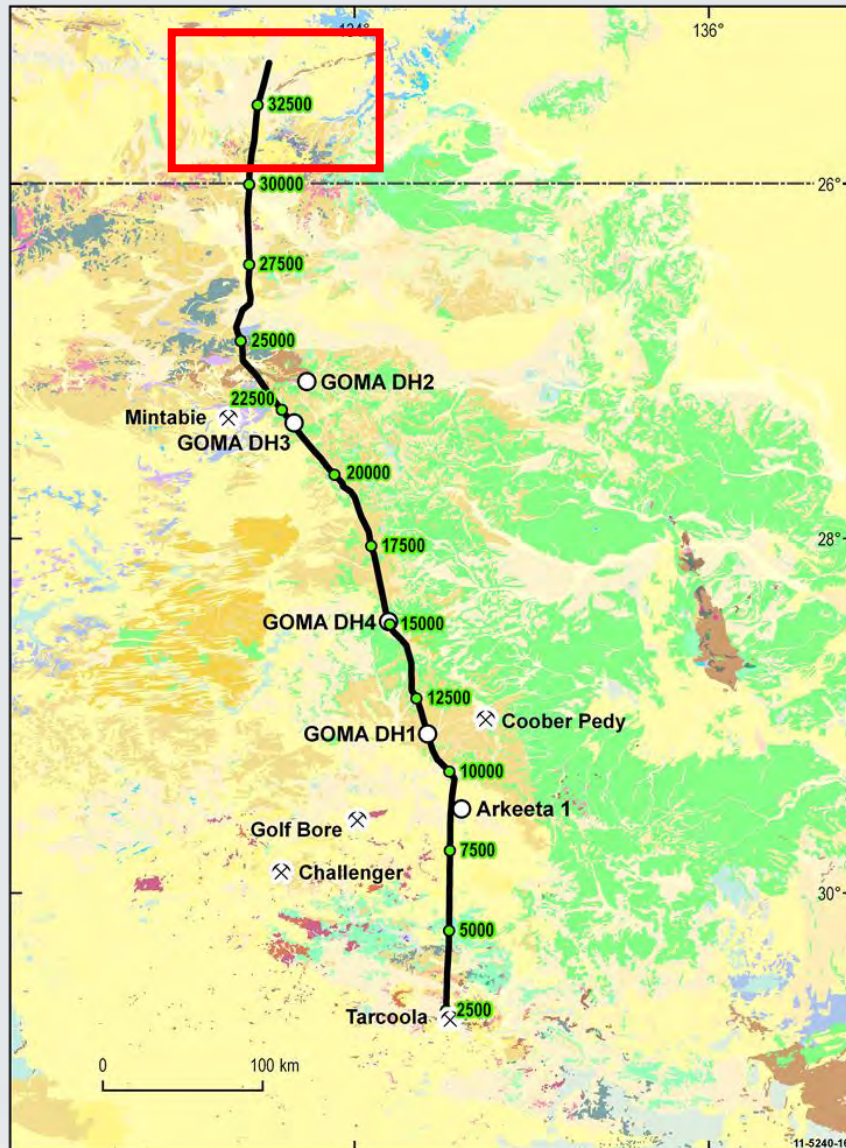 134° 136°
32500
30000
26°
27500
25000
GOMA DH2
22500
Mintabie
GOMA DH3
20000
17500
28°
GOMA DH4
15000
12500
Coober Pedy
GOMA DH1
10000
Arkeeta 1
Golf Bore
7500
Challenger
30°
5000
Tarcoola
2500
0 100 km